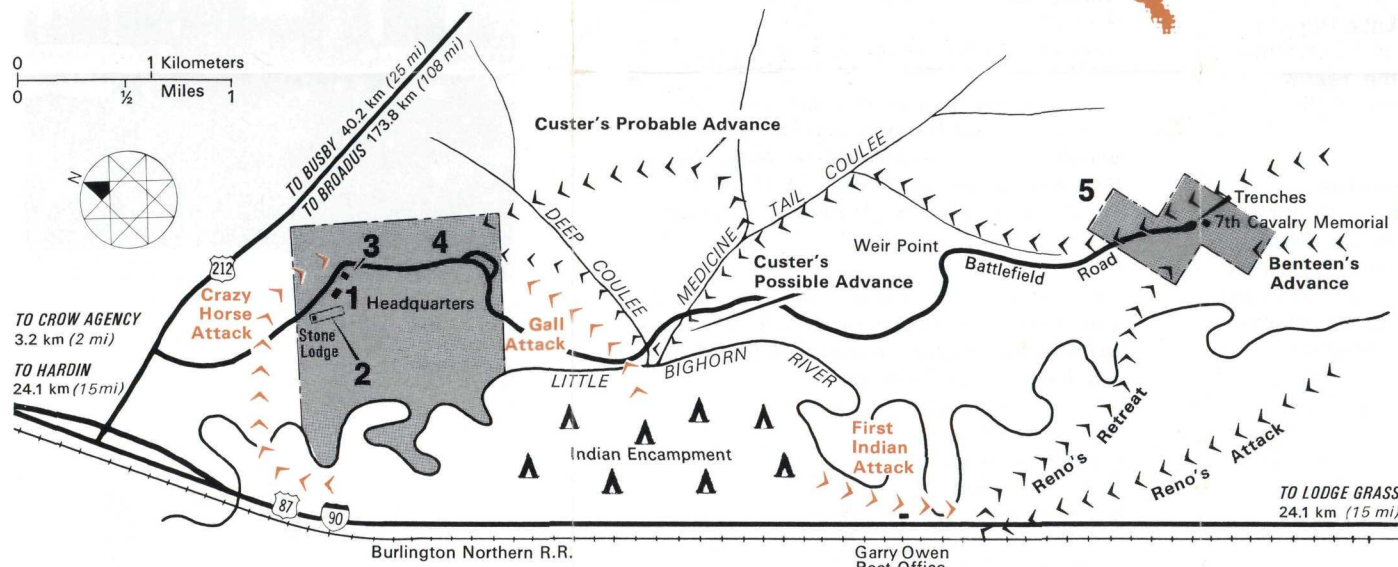 0 1 Kilometers
0 ½ Miles 1
N
TO BUSBY 40.2 km (25 mi)
TO BROADUS 173.8 km (108 mi)
212
Custer's Probable Advance
DEEP
COULEE
MEDICINE TAIL COULEE
5
Trenches
7th Cavalry Memorial
Weir Point
Battlefield Road
Benteen's
Advance
3
4
1 Headquarters
Custer's
Possible Advance
Crazy
Horse
Attack
Stone
Lodge
2
Gall
Attack
TO CROW AGENCY
3.2 km (2 mi)
TO HARDIN
24.1 km (15mi)
LITTLE BIGHORN RIVER
Indian Encampment
First
Indian
Attack
Reno's Retreat
Reno's Attack
TO LODGE GRASS
24.1 km (15 mi)
87
90
Burlington Northern R.R.
Garry Owen
Post Office